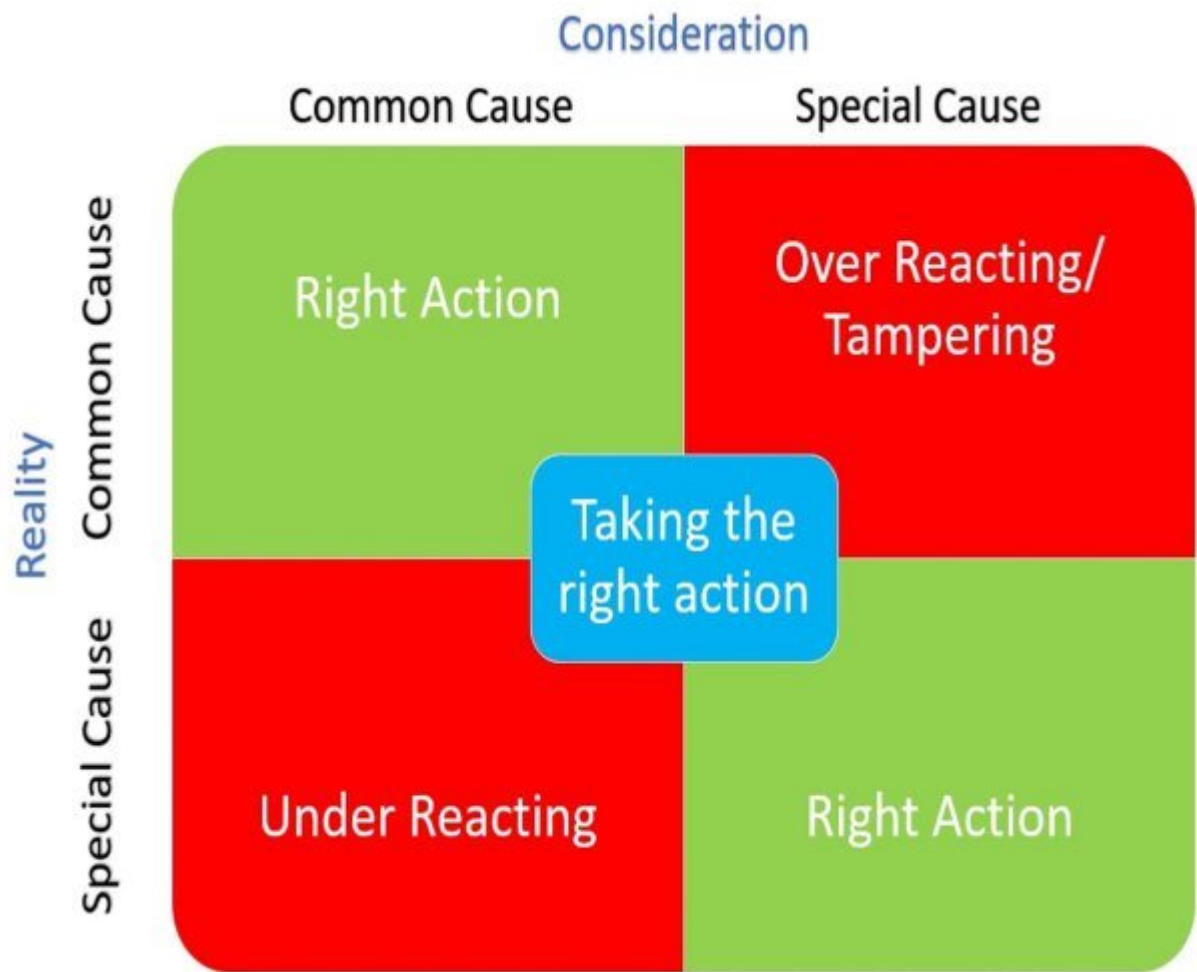 Consideration
Common Cause
Special Cause
Reality
Common Cause
Special Cause
Right Action
Over Reacting/
Tampering
Taking the
right action
Under Reacting
Right Action